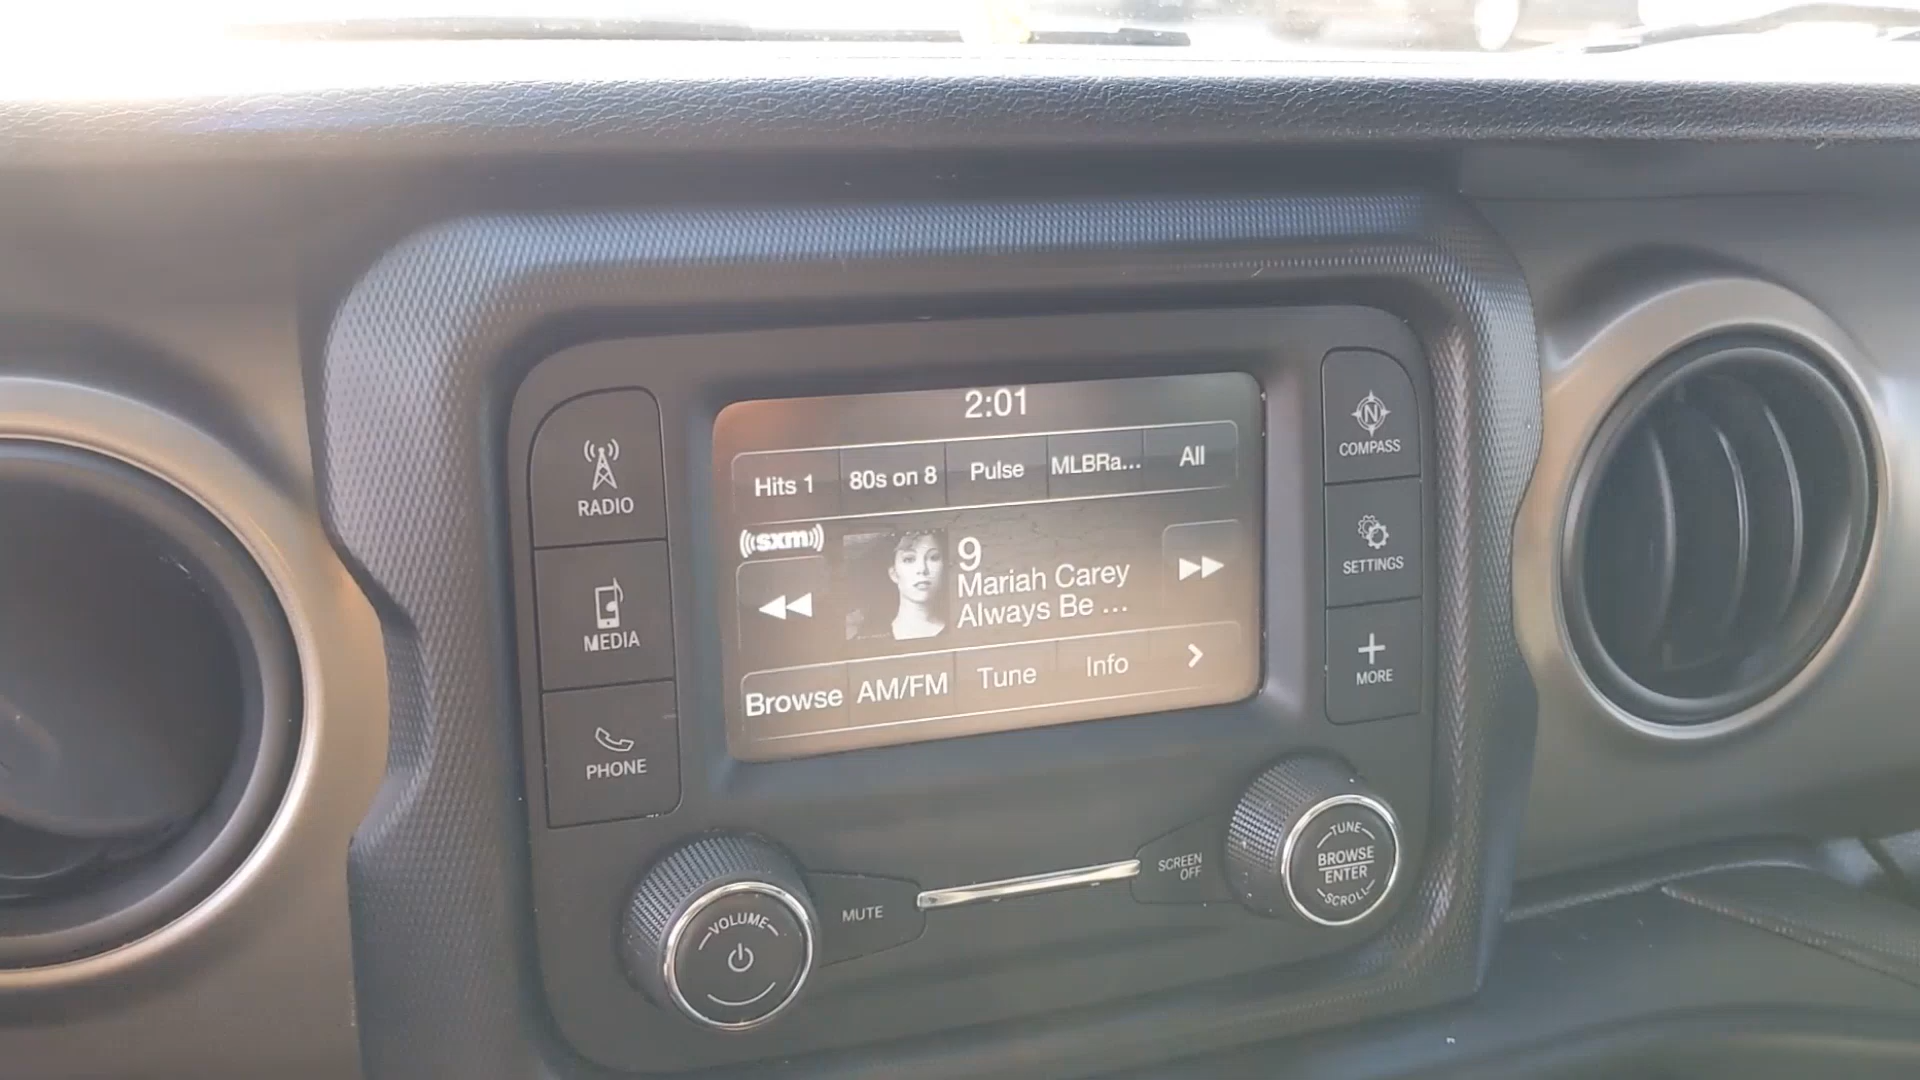 2:01
Hits 1
80s on 8
Pulse
MLBRa...
All
((sxm))
9
Mariah Carey
Always Be ...
Browse
AM/FM
Tune
Info
RADIO
MEDIA
PHONE
N
COMPASS
SETTINGS
MORE
VOLUME
MUTE
SCREEN
OFF
TUNE
BROWSE
ENTER
SCROLL